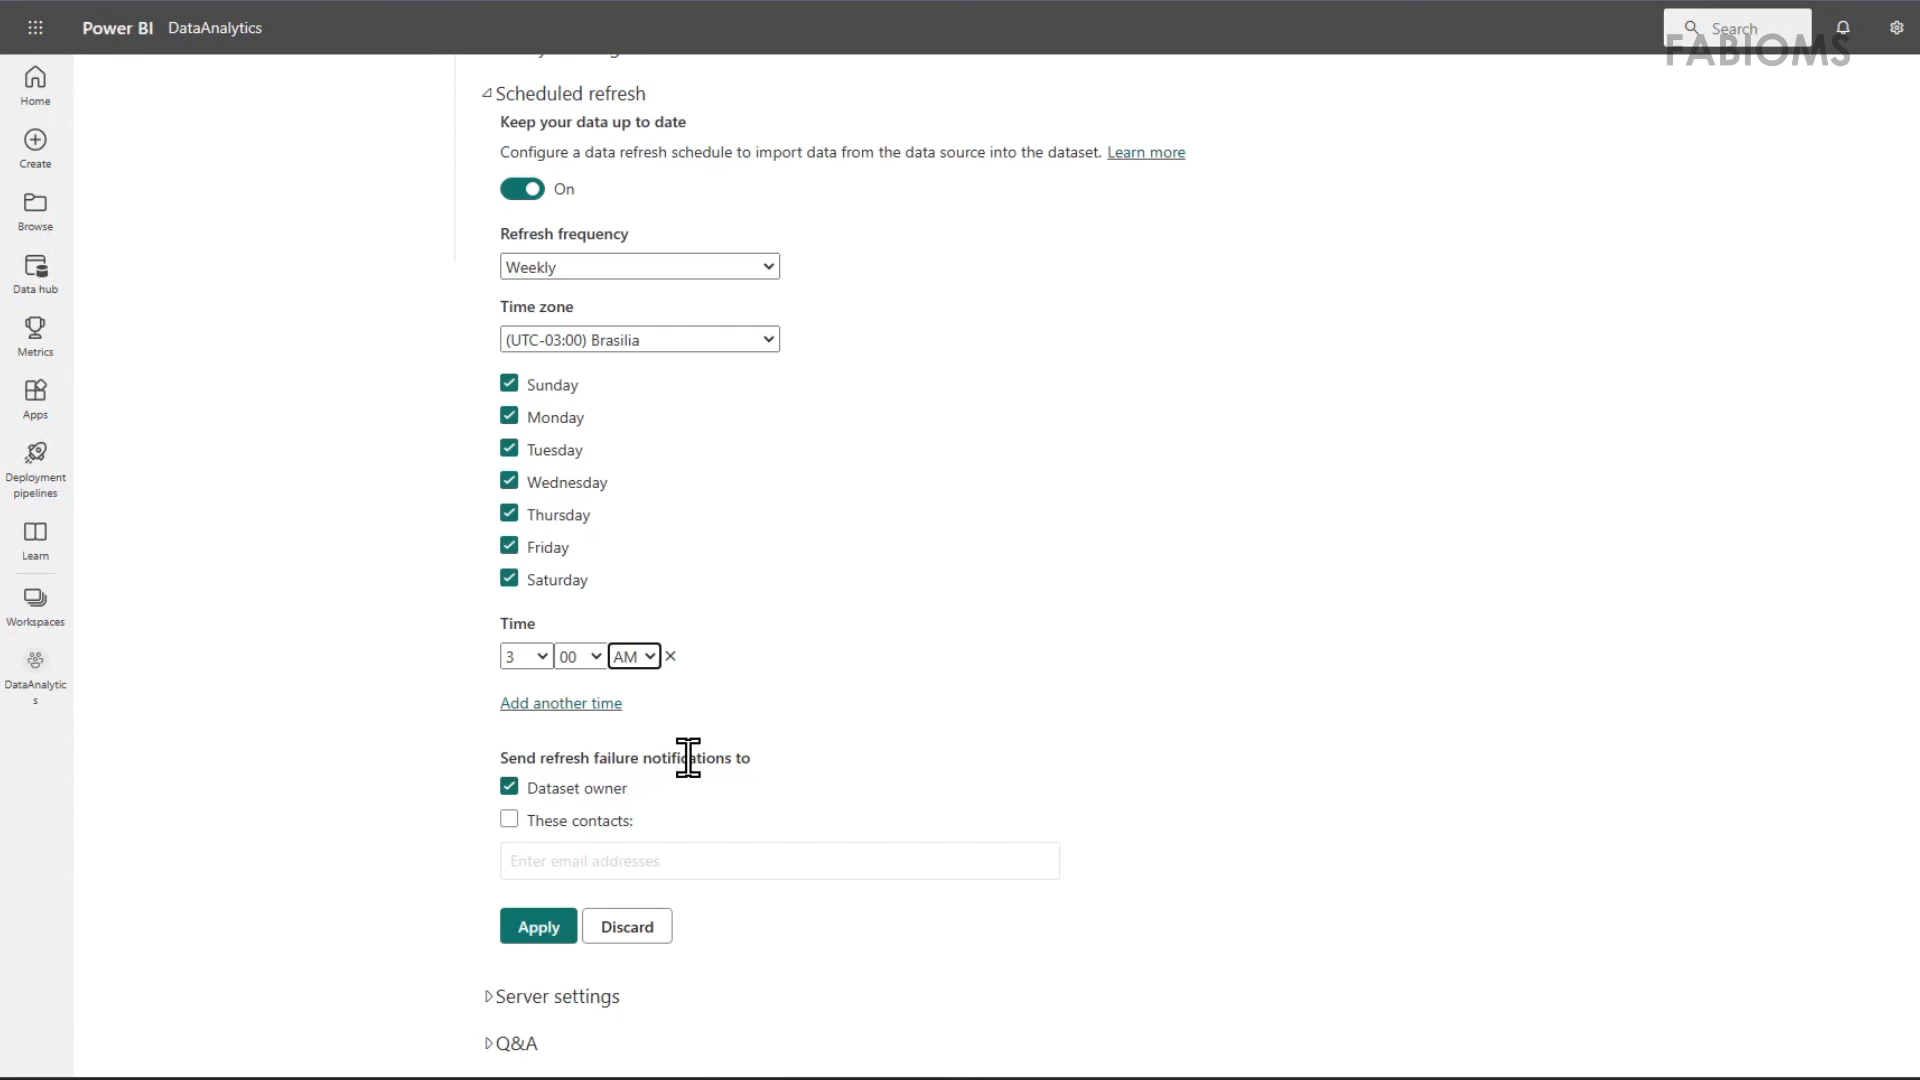 Power BI DataAnalytics
Search
FABIOMS
Home
Create
Browse
Data hub
Metrics
Apps
Deployment
pipelines
Learn
Workspaces
DataAnalytic
s
Scheduled refresh
Keep your data up to date
Configure a data refresh schedule to import data from the data source into the dataset. Learn more
On
Refresh frequency
Weekly
Time zone
(UTC-03:00) Brasilia
Sunday
Monday
Tuesday
Wednesday
Thursday
Friday
Saturday
Time
3 00 AM
Add another time
Send refresh failure notifications to
Dataset owner
These contacts:
Enter email addresses
Apply Discard
Server settings
Q&A